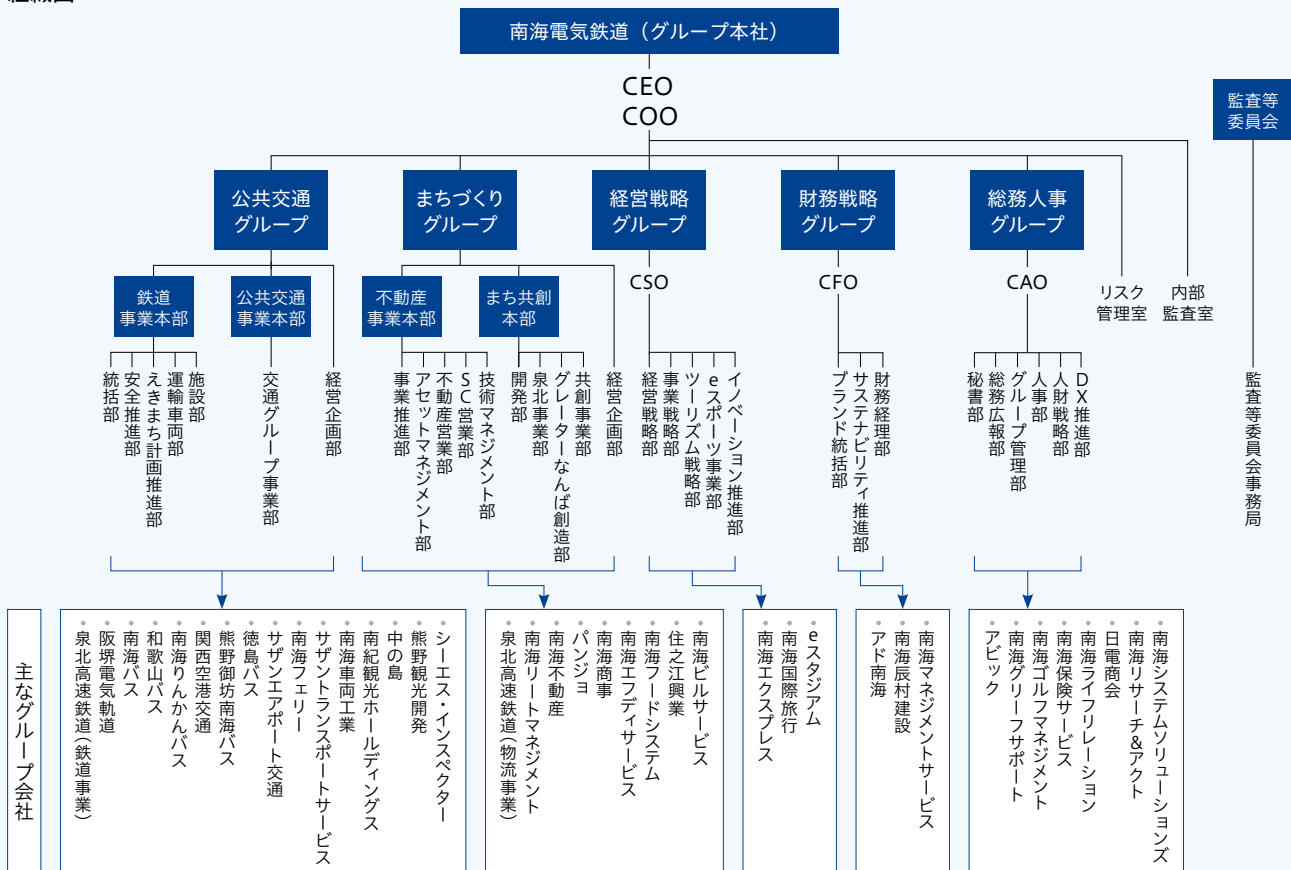 南海電気鉄道（グループ本社）
CEO
COO
監査等
委員会
公共交通
グループ
まちづくり
グループ
経営戦略
グループ
財務戦略
グループ
総務人事
グループ
CSO
CFO
CAO
リスク
管理室
内部
監査室
鉄道
事業本部
公共交通
事業本部
不動産
事業本部
まち共創
本部
統括部
安全推進部
えきまち計画推進部
運輸車両部
施設部
交通グループ事業部
経営企画部
事業推進部
アセットマネジメント部
不動産営業部
SC営業部
技術マネジメント部
開発部
泉北事業部
グレーターなんば創造部
共創事業部
経営企画部
経営戦略部
事業戦略部
ツーリズム戦略部
eスポーツ事業部
イノベーション推進部
ブランド統括部
サステナビリティ推進部
財務経理部
秘書部
総務広報部
グループ管理部
人事部
人財戦略部
DX推進部
監査等委員会事務局
主なグループ会社
• 泉北高速鉄道（鉄道事業）
• 阪堺電気軌道
• 南海バス
• 和歌山バス
• 南海りんかんバス
• 関西空港交通
• 熊野御坊南海バス
• 徳島バス
• サザンエアポート交通
• 南海フェリー
• サザントランスポートサービス
• 南海車両工業
• 南紀観光ホールディングス
• 中の島
• 熊野観光開発
• シーエス・インスペクター
• 泉北高速鉄道（物流事業）
• 南海リートマネジメント
• 南海不動産
• パンジョ
• 南海商事
• 南海エフディサービス
• 南海フードシステム
• 住之江興業
• 南海ビルサービス
• 南海エクスプレス
• 南海国際旅行
• eスタジアム
• アド南海
• 南海辰村建設
• 南海マネジメントサービス
• アビック
• 南海グリーフサポート
• 南海ゴルフマネジメント
• 南海保険サービス
• 南海ライフリレーション
• 日電商会
• 南海リサーチ&アクト
• 南海システムソリューションズ